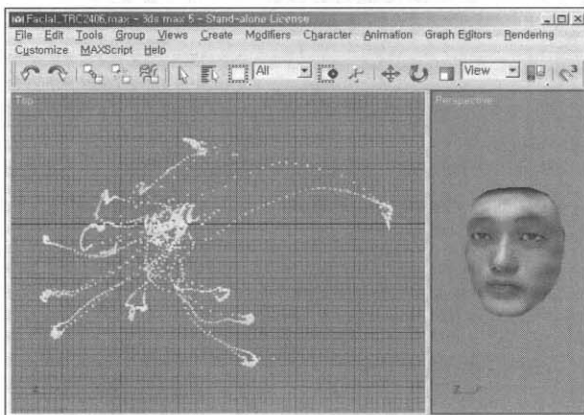 Facial_TRC2406.max - 3ds max 5 - Stand-alone License
File Edit Tools Group Views Create Modifiers Character Animation Graph Editors Rendering
Customize MAXScript Help
All View
Top Perspective